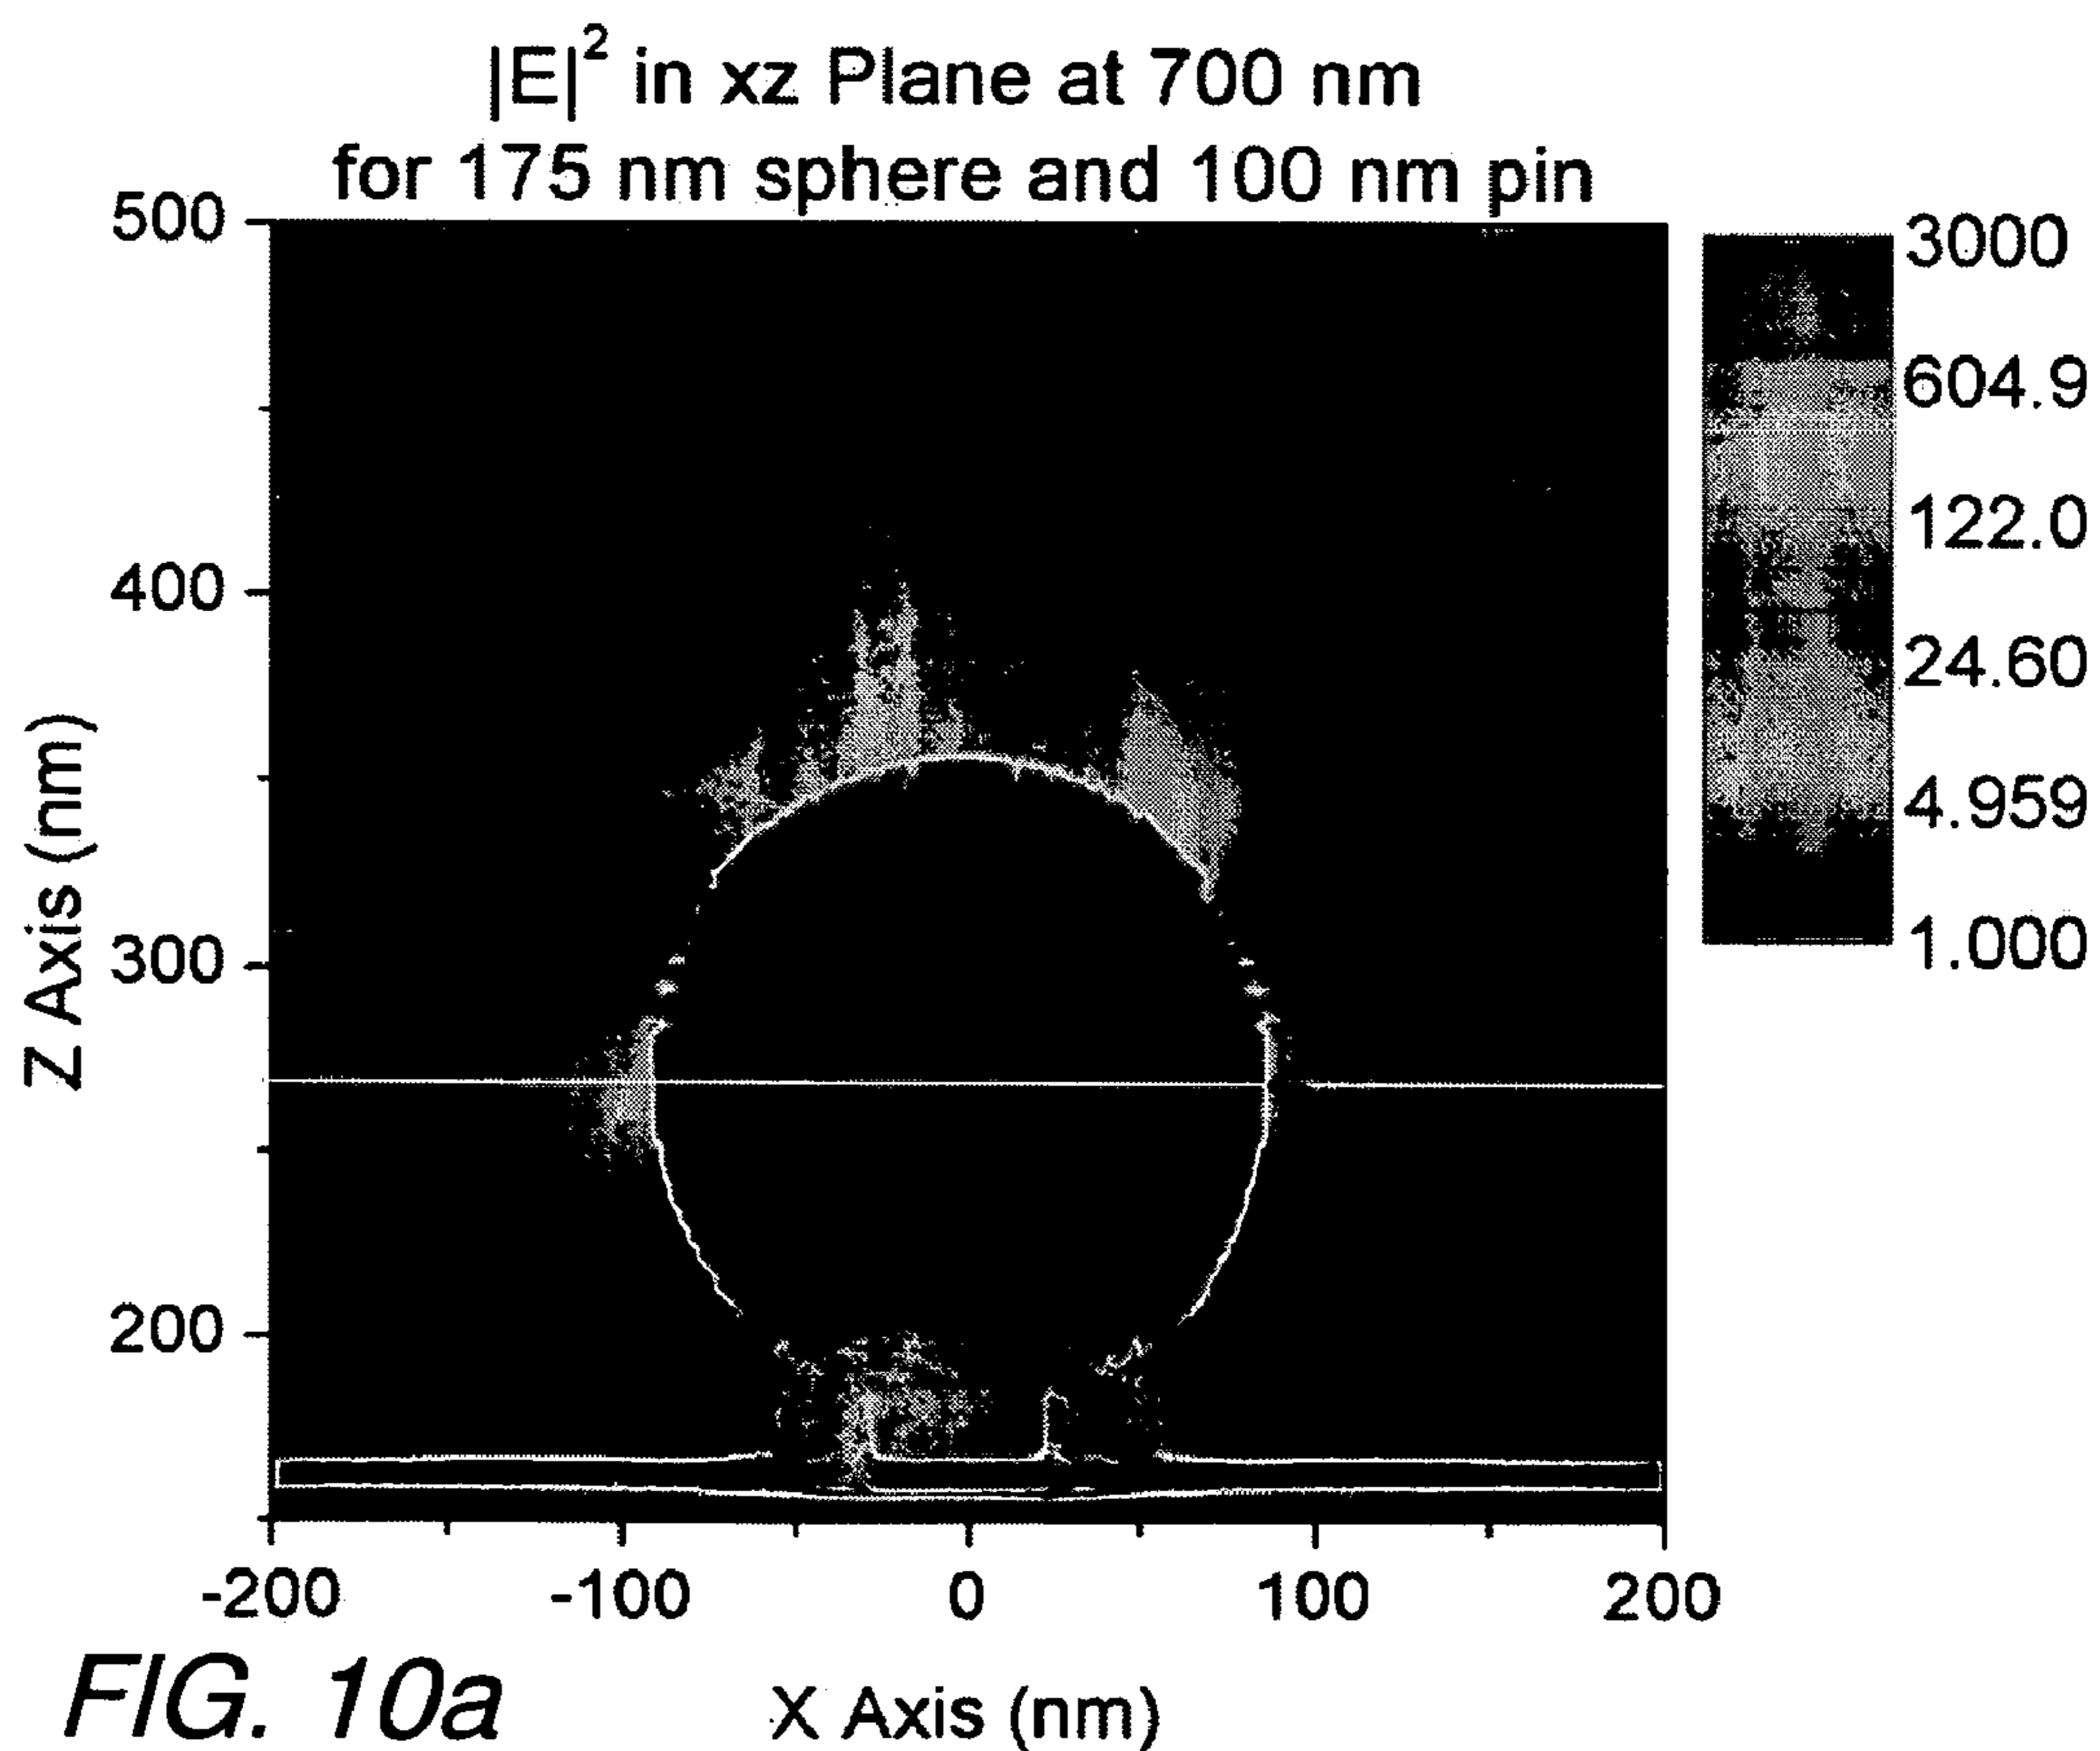 |E|² in xz Plane at 700 nm
for 175 nm sphere and 100 nm pin
500
400
300
200
Z Axis (nm)
3000
604.9
122.0
24.60
4.959
1.000
-200 -100 0 100 200
X Axis (nm)
FIG. 10a